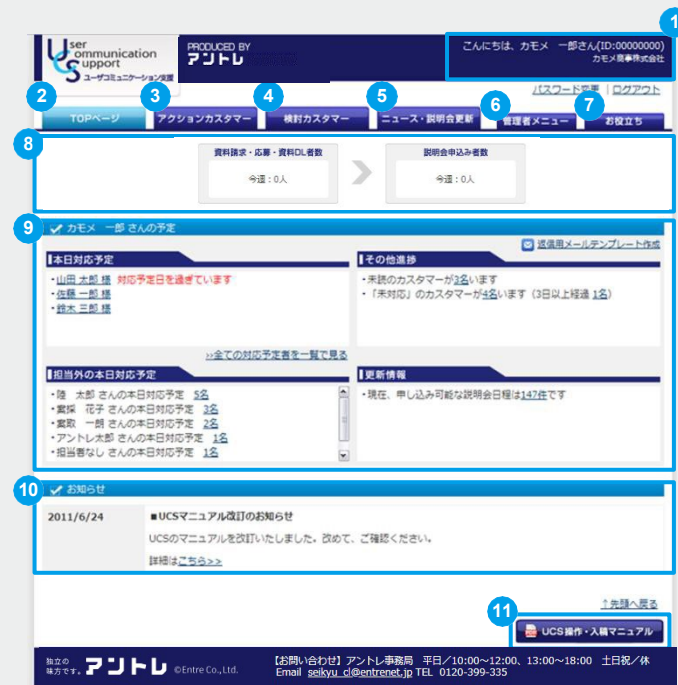 User
Communication
Support
ユーザコミュニケーション支援
PRODUCED BY
アントレ
こんにちは、カモメ 一郎さん(ID:00000000)
カモメ商事株式会社
1
パスワード変更 | ログアウト
2 TOPページ
3 アクションカスタマー
4 検討カスタマー
5 ニュース・説明会更新
6 管理者メニュー
7 お役立ち
8
資料請求・応募・資料DL者数
今週:0人
説明会申込み者数
今週:0人
9 カモメ 一郎 さんの予定
返信用メールテンプレート作成
本日対応予定
・山田 太郎 様 対応予定日を過ぎています
・佐藤 一郎 様
・鈴木 三郎 様
>>全ての対応予定者を一覧で見る
その他進捗
・未読のカスタマーが3名います
・「未対応」のカスタマーが4名います(3日以上経過 1名)
担当外の本日対応予定
・陸 太郎 さんの本日対応予定 5名
・案採 花子 さんの本日対応予定 3名
・案取 一朗 さんの本日対応予定 2名
・アントレ太郎 さんの本日対応予定 1名
・担当者なし さんの本日対応予定 1名
更新情報
・現在、申し込み可能な説明会日程は147件です
10 お知らせ
2011/6/24
■UCSマニュアル改訂のお知らせ
UCSのマニュアルを改訂いたしました。改めて、ご確認ください。
詳細はこちら>>
↑先頭へ戻る
11
UCS操作・入稿マニュアル
独立の
味方です。
アントレ ©Entre Co., Ltd.
【お問い合わせ】アントレ事務局 平日/10:00~12:00、13:00~18:00 土日祝/休
Email seikyu_cl@entrenet.jp TEL 0120-399-335